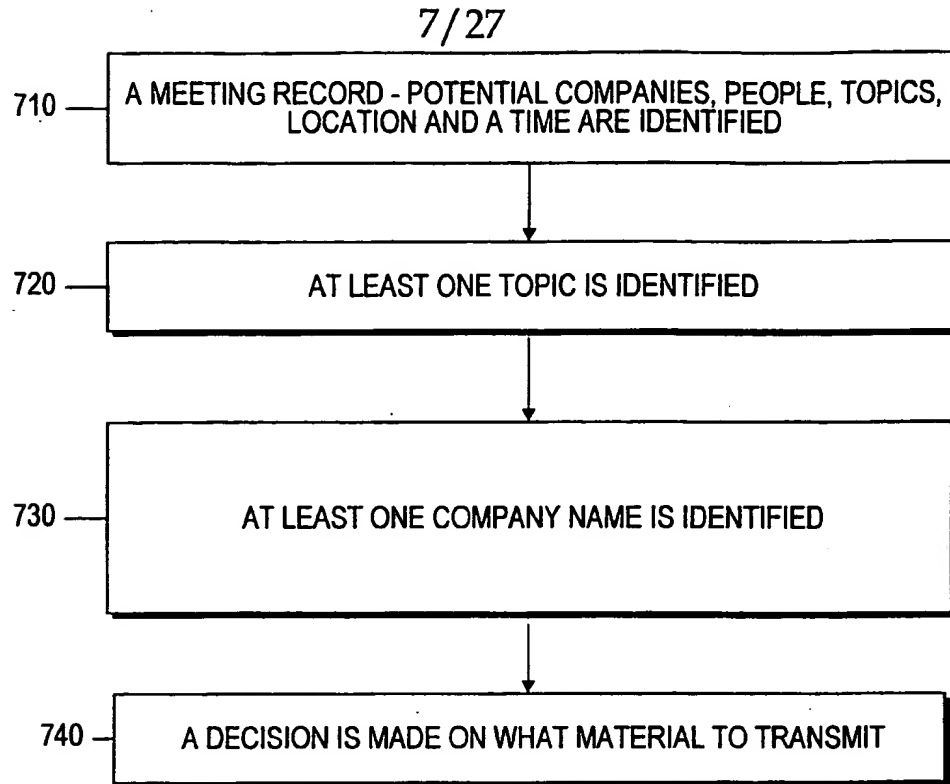 7/27
710
A MEETING RECORD - POTENTIAL COMPANIES, PEOPLE, TOPICS,
LOCATION AND A TIME ARE IDENTIFIED
720
AT LEAST ONE TOPIC IS IDENTIFIED
730
AT LEAST ONE COMPANY NAME IS IDENTIFIED
740
A DECISION IS MADE ON WHAT MATERIAL TO TRANSMIT